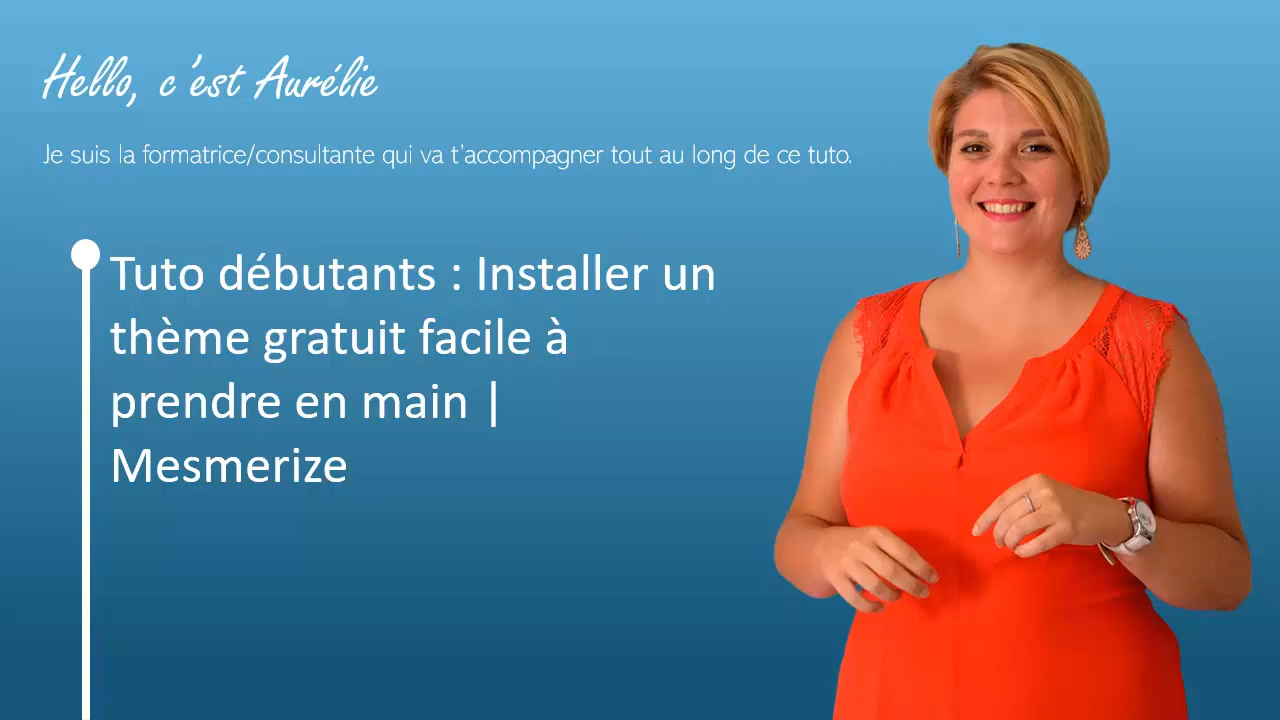 Hello, c'est Aurélie
Je suis la formatrice/consultante qui va t'accompagner tout au long de ce tuto.
Tuto débutants : Installer un
thème gratuit facile à
prendre en main |
Mesmerize